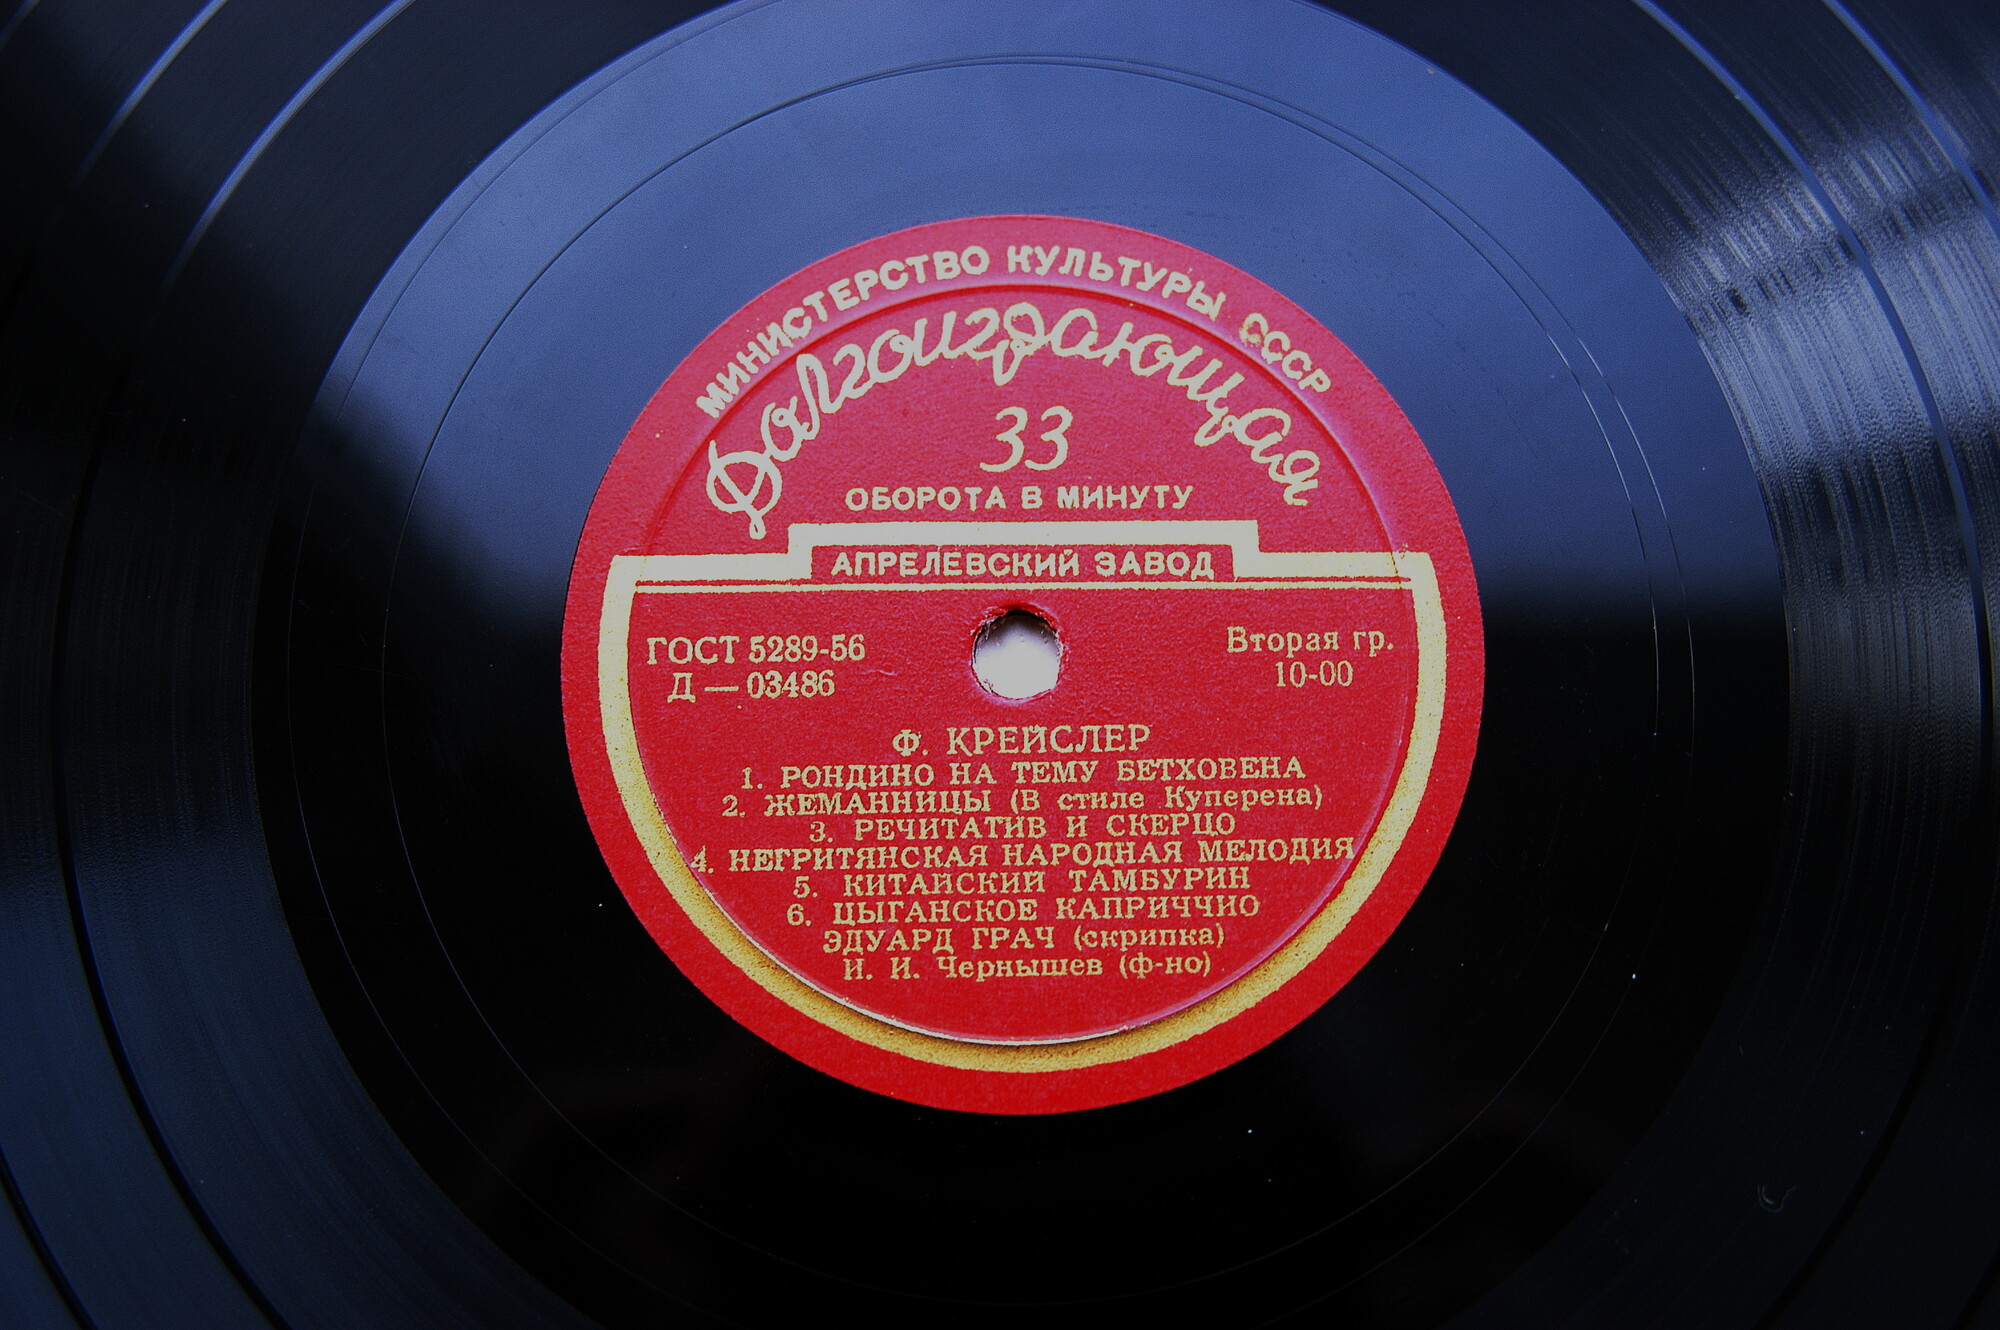 МИНИСТЕРСТВО КУЛЬТУРЫ СССР
Долгоиграющая
33
ОБОРОТА В МИНУТУ
АПРЕЛЕВСКИЙ ЗАВОД
ГОСТ 5289-56
Д — 03486
Вторая гр.
10-00
Ф. КРЕЙСЛЕР
1. РОНДИНО НА ТЕМУ БЕТХОВЕНА
2. ЖЕМАННИЦЫ (В стиле Куперена)
3. РЕЧИТАТИВ И СКЕРЦО
4. НЕГРИТЯНСКАЯ НАРОДНАЯ МЕЛОДИЯ
5. КИТАЙСКИЙ ТАМБУРИН
6. ЦЫГАНСКОЕ КАПРИЧЧИО
ЭДУАРД ГРАЧ (скрипка)
И. И. Чернышев (ф-но)